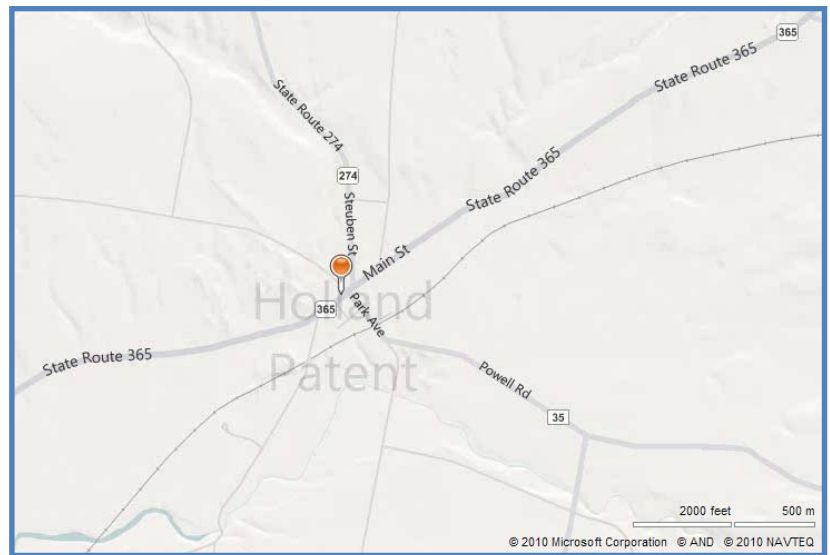 365
State Route 365
State Route 274
State Route 365
274
Steuben St
Main St
Holland
365
Park Ave
State Route 365
Patent
Powell Rd
35
2000 feet 500 m
© 2010 Microsoft Corporation © AND © 2010 NAVTEQ